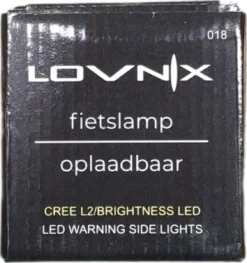 018
LOVNIX
fietslamp
oplaadbaar
CREE L2/BRIGHTNESS LED
LED WARNING SIDE LIGHTS